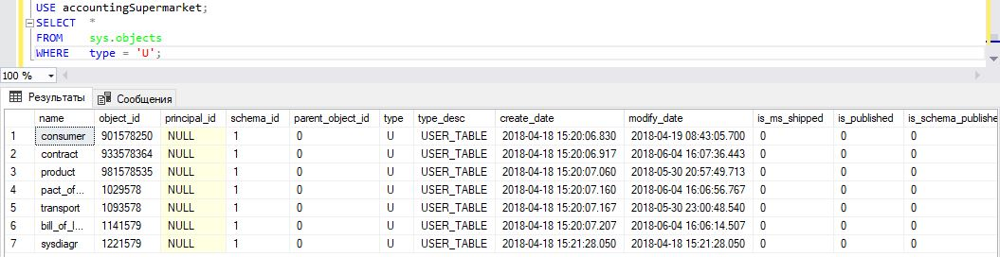 USE accountingSupermarket;
SELECT *
FROM sys.objects
WHERE type = 'U';
100 %
Результаты Сообщения
name object_id principal_id schema_id parent_object_id type type_desc create_date modify_date is_ms_shipped is_published is_schema_publishe
1 consumer 901578250 NULL 1 0 U USER_TABLE 2018-04-18 15:20:06.830 2018-04-19 08:43:05.700 0 0 0
2 contract 933578364 NULL 1 0 U USER_TABLE 2018-04-18 15:20:06.917 2018-06-04 16:07:36.443 0 0 0
3 product 981578535 NULL 1 0 U USER_TABLE 2018-04-18 15:20:07.060 2018-05-30 20:57:49.713 0 0 0
4 pact_of... 1029578 NULL 1 0 U USER_TABLE 2018-04-18 15:20:07.160 2018-06-04 16:06:56.767 0 0 0
5 transport 1093578 NULL 1 0 U USER_TABLE 2018-04-18 15:20:07.167 2018-05-30 23:00:48.540 0 0 0
6 bill_of_l... 1141579 NULL 1 0 U USER_TABLE 2018-04-18 15:20:07.207 2018-06-04 16:06:14.507 0 0 0
7 sysdiagr 1221579 NULL 1 0 U USER_TABLE 2018-04-18 15:21:28.050 2018-04-18 15:21:28.050 0 0 0